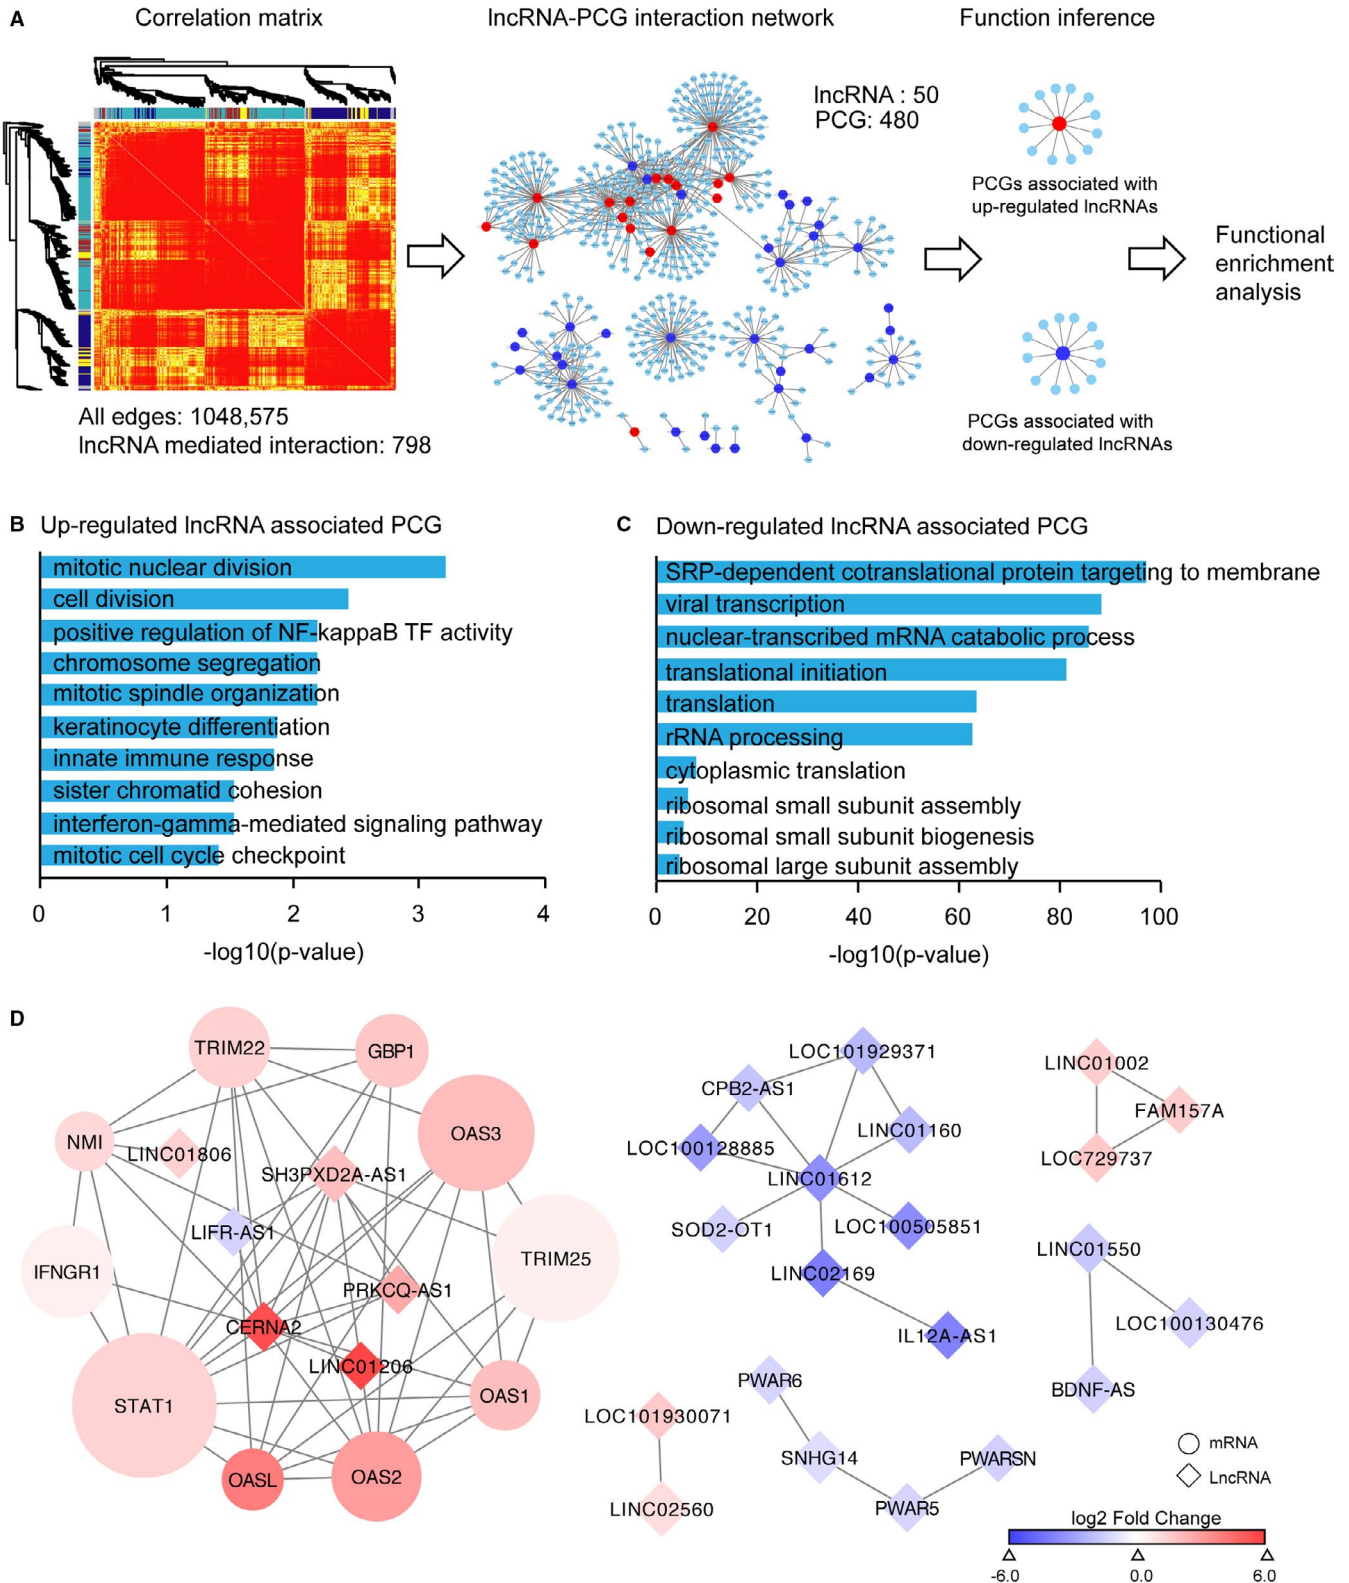 A
Correlation matrix
lncRNA-PCG interaction network
Function inference
lncRNA : 50
PCG: 480
PCGs associated with
up-regulated lncRNAs
Functional
enrichment
analysis
PCGs associated with
down-regulated lncRNAs
All edges: 1048,575
lncRNA mediated interaction: 798
B
Up-regulated lncRNA associated PCG
mitotic nuclear division
cell division
positive regulation of NF-kappaB TF activity
chromosome segregation
mitotic spindle organization
keratinocyte differentiation
innate immune response
sister chromatid cohesion
interferon-gamma-mediated signaling pathway
mitotic cell cycle checkpoint
0 1 2 3 4
-log10(p-value)
C
Down-regulated lncRNA associated PCG
SRP-dependent cotranslational protein targeting to membrane
viral transcription
nuclear-transcribed mRNA catabolic process
translational initiation
translation
rRNA processing
cytoplasmic translation
ribosomal small subunit assembly
ribosomal small subunit biogenesis
ribosomal large subunit assembly
0 20 40 60 80 100
-log10(p-value)
D
TRIM22
GBP1
OAS3
NMI
LINC01806
SH3PXD2A-AS1
LIFR-AS1
IFNGR1
TRIM25
PRKCQ-AS1
CERNA2
LINC01206
STAT1
OAS1
OASL
OAS2
LOC101929371
CPB2-AS1
LINC01160
LOC100128885
LINC01612
SOD2-OT1
LOC100505851
LINC02169
IL12A-AS1
LINC01002
FAM157A
LOC729737
LINC01550
LOC100130476
BDNF-AS
PWAR6
LOC101930071
SNHG14
PWARSN
LINC02560
PWAR5
mRNA
LncRNA
log2 Fold Change
-6.0 0.0 6.0